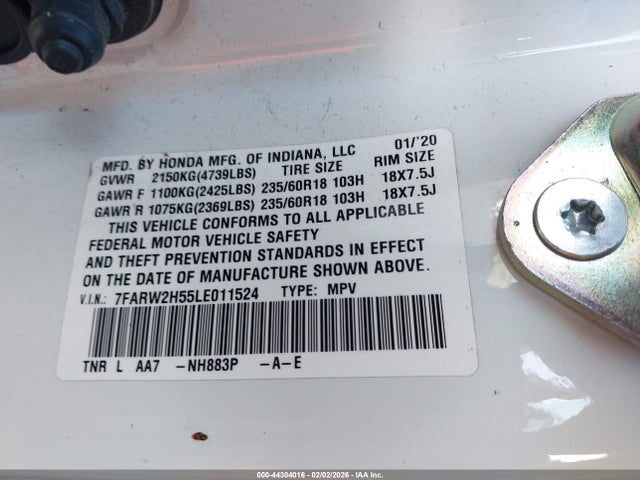 MFD. BY HONDA MFG. OF INDIANA, LLC 01/'20
GVWR 2150KG(4739LBS) TIRE SIZE RIM SIZE
GAWR F 1100KG(2425LBS) 235/60R18 103H 18X7.5J
GAWR R 1075KG(2369LBS) 235/60R18 103H 18X7.5J
THIS VEHICLE CONFORMS TO ALL APPLICABLE
FEDERAL MOTOR VEHICLE SAFETY
AND THEFT PREVENTION STANDARDS IN EFFECT
ON THE DATE OF MANUFACTURE SHOWN ABOVE.
V.I.N.: 7FARW2H55LE011524 TYPE: MPV
TNR L AA7 -NH883P -A-E
000-44304016 - 02/02/2026 - IAA Inc.